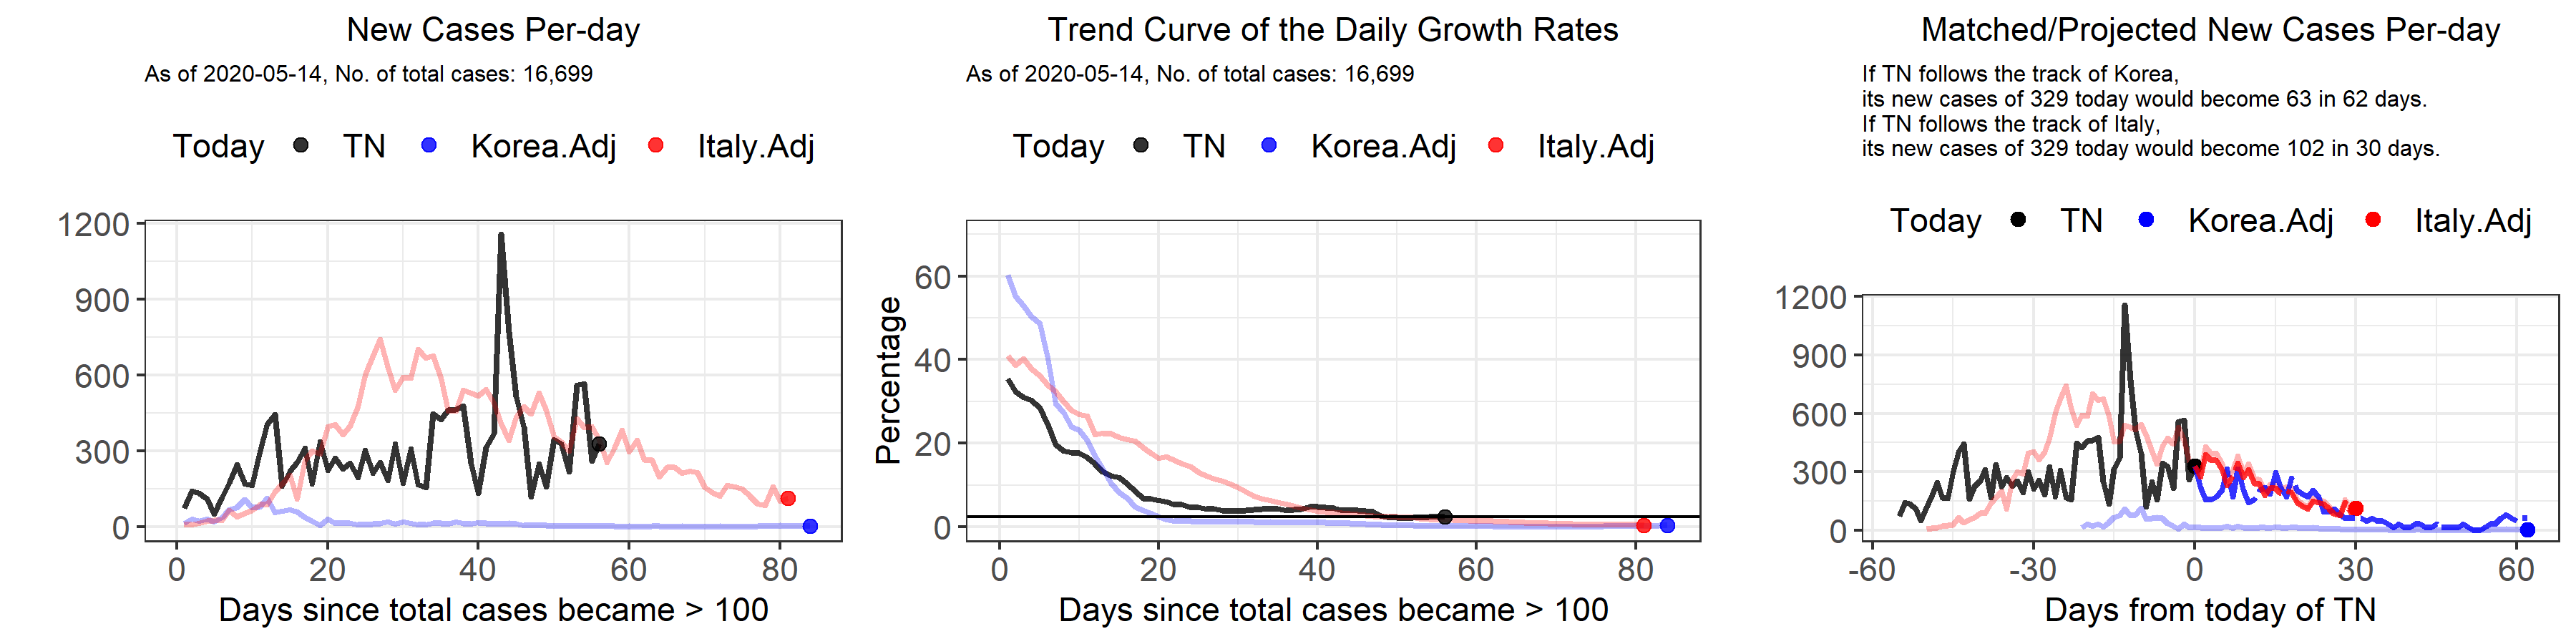 New Cases Per-day
As of 2020-05-14, No. of total cases: 16,699
Today TN Korea.Adj Italy.Adj
1200
900
600
300
0
0 20 40 60 80
Days since total cases became > 100
Trend Curve of the Daily Growth Rates
As of 2020-05-14, No. of total cases: 16,699
Today TN Korea.Adj Italy.Adj
Percentage
60
40
20
0
0 20 40 60 80
Days since total cases became > 100
Matched/Projected New Cases Per-day
If TN follows the track of Korea,
its new cases of 329 today would become 63 in 62 days.
If TN follows the track of Italy,
its new cases of 329 today would become 102 in 30 days.
Today TN Korea.Adj Italy.Adj
1200
900
600
300
0
-60 -30 0 30 60
Days from today of TN